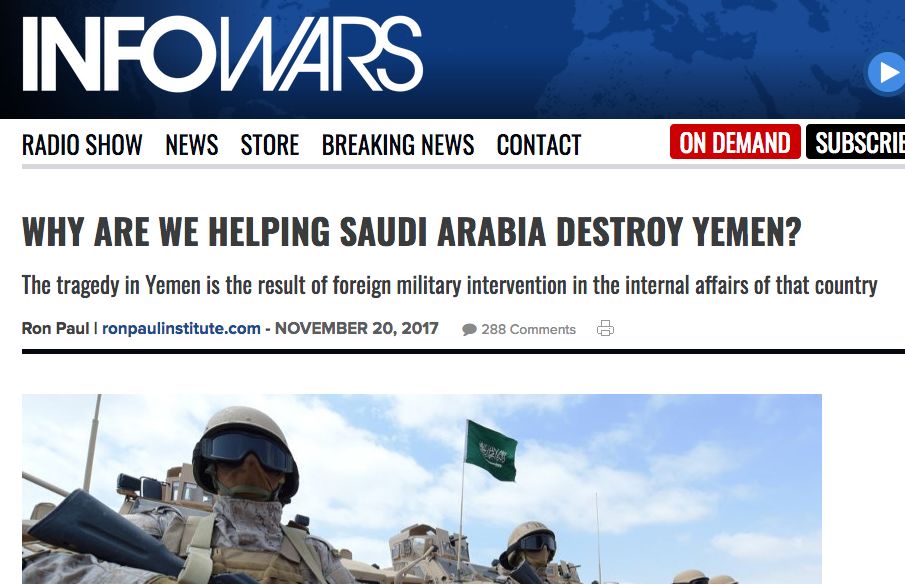 INFOWARS
RADIO SHOW NEWS STORE BREAKING NEWS CONTACT ON DEMAND SUBSCRIBE
WHY ARE WE HELPING SAUDI ARABIA DESTROY YEMEN?
The tragedy in Yemen is the result of foreign military intervention in the internal affairs of that country
Ron Paul | ronpaulinstitute.com - NOVEMBER 20, 2017 288 Comments